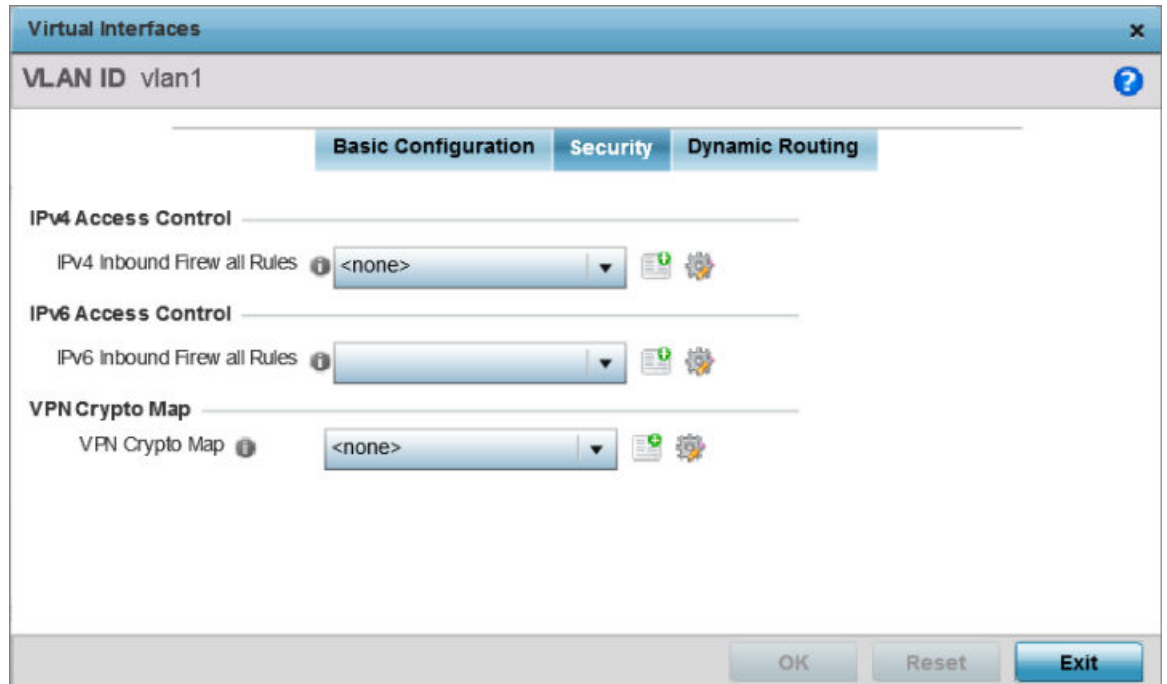 Virtual Interfaces
VLAN ID vlan1
?
Basic Configuration Security Dynamic Routing
IPv4 Access Control
IPv4 Inbound Firew all Rules <none>
IPv6 Access Control
IPv6 Inbound Firew all Rules
VPN Crypto Map
VPN Crypto Map <none>
OK Reset Exit